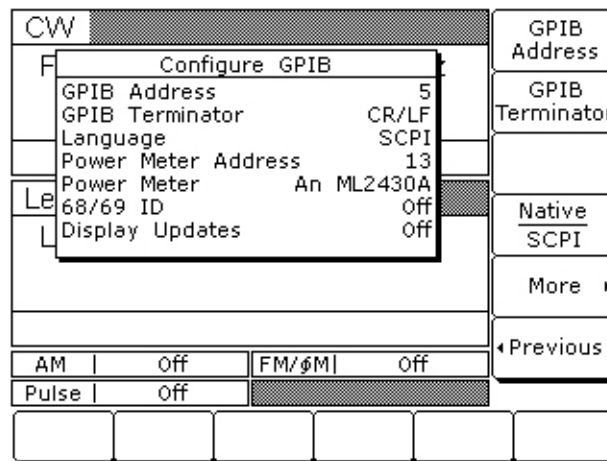 CW
F
Configure GPIB
GPIB Address 5
GPIB Terminator CR/LF
Language SCPI
Power Meter Address 13
Power Meter An ML2430A
68/69 ID Off
Display Updates Off
Le
L
AM | Off
FM/ϕM| Off
Pulse | Off
GPIB
Address
GPIB
Terminator
Native
SCPI
More
Previous